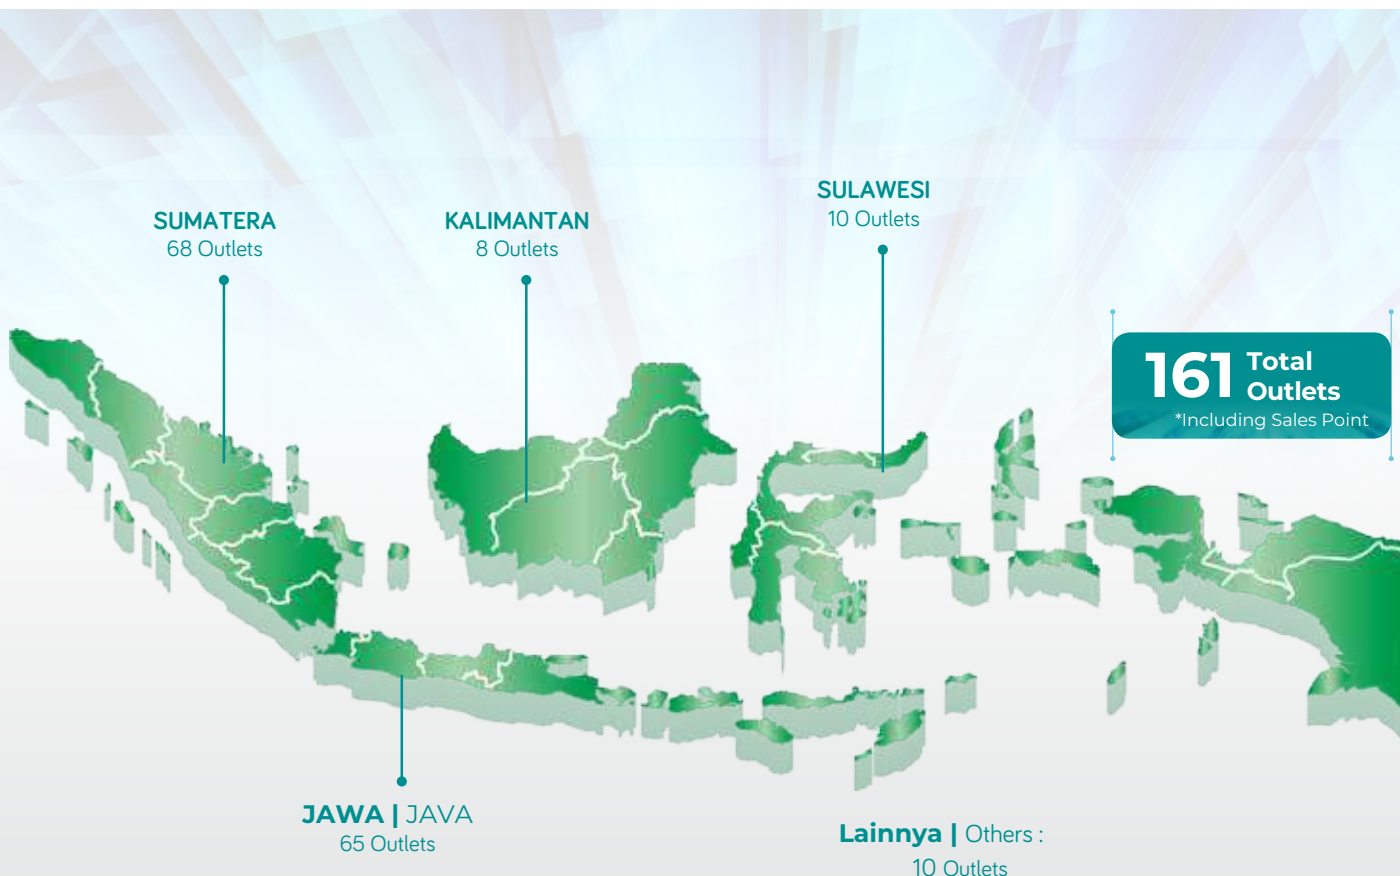 SULAWESI
10 Outlets
SUMATERA
68 Outlets
KALIMANTAN
8 Outlets
161 Total
Outlets
*Including Sales Point
JAWA | JAVA
65 Outlets
Lainnya | Others :
10 Outlets